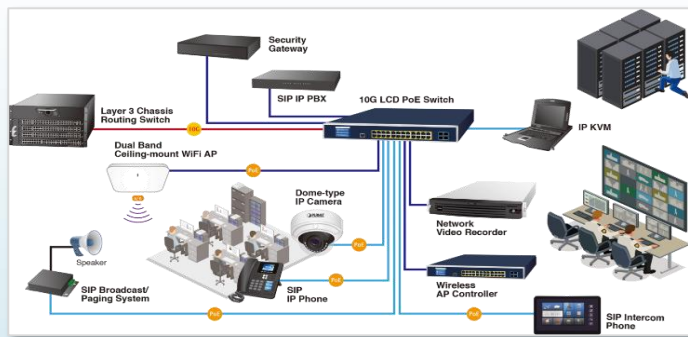 Security
Gateway
SIP IP PBX
10G LCD PoE Switch
Layer 3 Chassis
Routing Switch
10G
IP KVM
Dual Band
Ceiling-mount WiFi AP
PoE
Dome-type
IP Camera
PLANET
PoE
Network
Video Recorder
Speaker
SIP
IP Phone
PoE
Wireless
AP Controller
SIP Broadcast/
Paging System
PoE
PoE
SIP Intercom
Phone